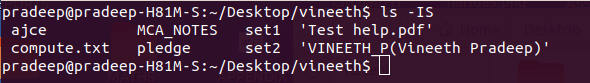 pradeep@pradeep-H81M-S:~/Desktop/vineeth$ ls -IS
ajce MCA_NOTES set1 'Test help.pdf'
compute.txt pledge set2 'VINEETH_P(Vineeth Pradeep)'
pradeep@pradeep-H81M-S:~/Desktop/vineeth$